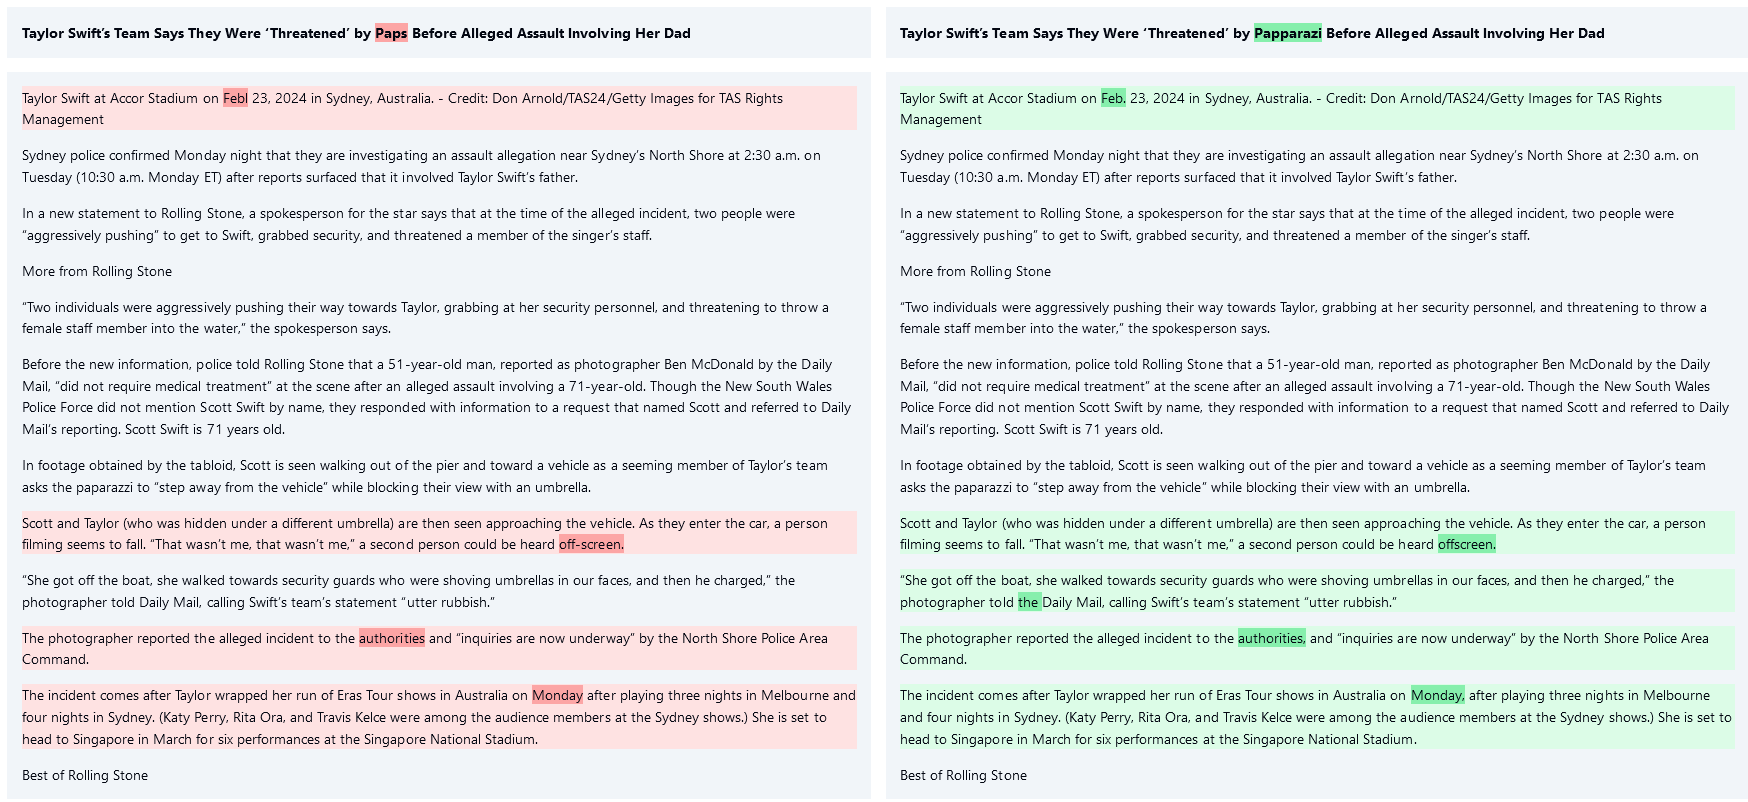 Taylor Swift’s Team Says They Were ‘Threatened’ by Paps Before Alleged Assault Involving Her Dad
Taylor Swift at Accor Stadium on Febl 23, 2024 in Sydney, Australia. - Credit: Don Arnold/TAS24/Getty Images for TAS Rights
Management
Sydney police confirmed Monday night that they are investigating an assault allegation near Sydney’s North Shore at 2:30 a.m. on
Tuesday (10:30 a.m. Monday ET) after reports surfaced that it involved Taylor Swift’s father.
In a new statement to Rolling Stone, a spokesperson for the star says that at the time of the alleged incident, two people were
“aggressively pushing” to get to Swift, grabbed security, and threatened a member of the singer’s staff.
More from Rolling Stone
“Two individuals were aggressively pushing their way towards Taylor, grabbing at her security personnel, and threatening to throw a
female staff member into the water,” the spokesperson says.
Before the new information, police told Rolling Stone that a 51-year-old man, reported as photographer Ben McDonald by the Daily
Mail, “did not require medical treatment” at the scene after an alleged assault involving a 71-year-old. Though the New South Wales
Police Force did not mention Scott Swift by name, they responded with information to a request that named Scott and referred to Daily
Mail’s reporting. Scott Swift is 71 years old.
In footage obtained by the tabloid, Scott is seen walking out of the pier and toward a vehicle as a seeming member of Taylor’s team
asks the paparazzi to “step away from the vehicle” while blocking their view with an umbrella.
Scott and Taylor (who was hidden under a different umbrella) are then seen approaching the vehicle. As they enter the car, a person
filming seems to fall. “That wasn’t me, that wasn’t me,” a second person could be heard off-screen.
“She got off the boat, she walked towards security guards who were shoving umbrellas in our faces, and then he charged,” the
photographer told Daily Mail, calling Swift’s team’s statement “utter rubbish.”
The photographer reported the alleged incident to the authorities and “inquiries are now underway” by the North Shore Police Area
Command.
The incident comes after Taylor wrapped her run of Eras Tour shows in Australia on Monday after playing three nights in Melbourne and
four nights in Sydney. (Katy Perry, Rita Ora, and Travis Kelce were among the audience members at the Sydney shows.) She is set to
head to Singapore in March for six performances at the Singapore National Stadium.
Best of Rolling Stone
Taylor Swift’s Team Says They Were ‘Threatened’ by Papparazi Before Alleged Assault Involving Her Dad
Taylor Swift at Accor Stadium on Feb. 23, 2024 in Sydney, Australia. - Credit: Don Arnold/TAS24/Getty Images for TAS Rights
Management
Sydney police confirmed Monday night that they are investigating an assault allegation near Sydney’s North Shore at 2:30 a.m. on
Tuesday (10:30 a.m. Monday ET) after reports surfaced that it involved Taylor Swift’s father.
In a new statement to Rolling Stone, a spokesperson for the star says that at the time of the alleged incident, two people were
“aggressively pushing” to get to Swift, grabbed security, and threatened a member of the singer’s staff.
More from Rolling Stone
“Two individuals were aggressively pushing their way towards Taylor, grabbing at her security personnel, and threatening to throw a
female staff member into the water,” the spokesperson says.
Before the new information, police told Rolling Stone that a 51-year-old man, reported as photographer Ben McDonald by the Daily
Mail, “did not require medical treatment” at the scene after an alleged assault involving a 71-year-old. Though the New South Wales
Police Force did not mention Scott Swift by name, they responded with information to a request that named Scott and referred to Daily
Mail’s reporting. Scott Swift is 71 years old.
In footage obtained by the tabloid, Scott is seen walking out of the pier and toward a vehicle as a seeming member of Taylor’s team
asks the paparazzi to “step away from the vehicle” while blocking their view with an umbrella.
Scott and Taylor (who was hidden under a different umbrella) are then seen approaching the vehicle. As they enter the car, a person
filming seems to fall. “That wasn’t me, that wasn’t me,” a second person could be heard offscreen.
“She got off the boat, she walked towards security guards who were shoving umbrellas in our faces, and then he charged,” the
photographer told the Daily Mail, calling Swift’s team’s statement “utter rubbish.”
The photographer reported the alleged incident to the authorities, and “inquiries are now underway” by the North Shore Police Area
Command.
The incident comes after Taylor wrapped her run of Eras Tour shows in Australia on Monday, after playing three nights in Melbourne
and four nights in Sydney. (Katy Perry, Rita Ora, and Travis Kelce were among the audience members at the Sydney shows.) She is set to
head to Singapore in March for six performances at the Singapore National Stadium.
Best of Rolling Stone